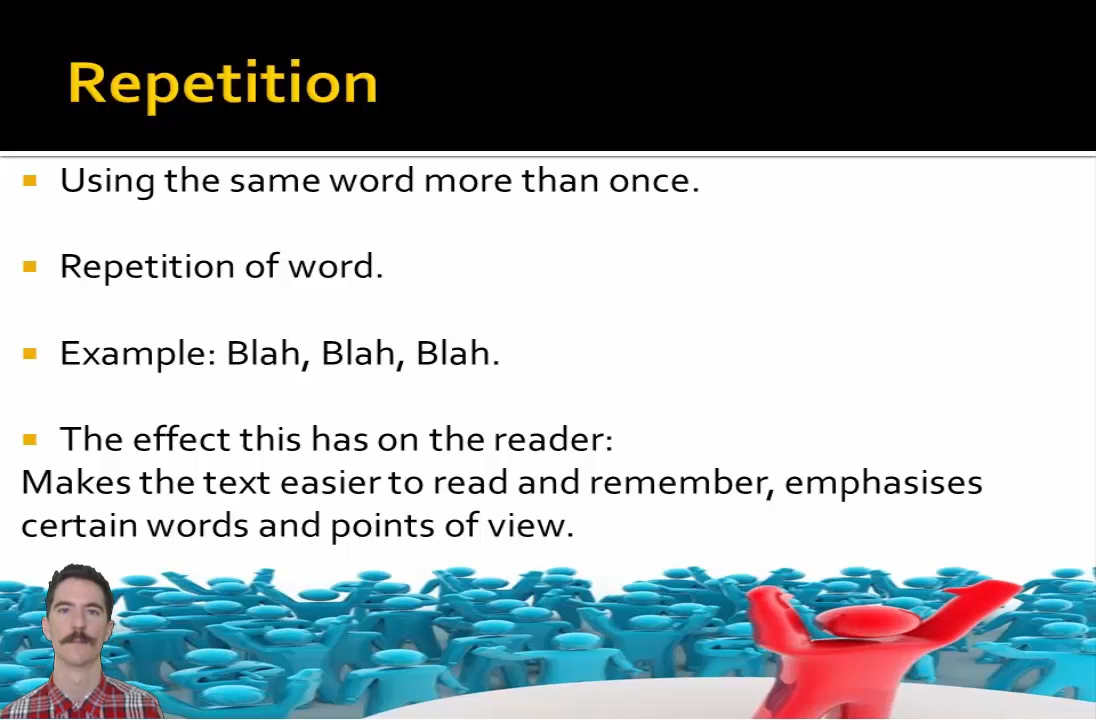 Repetition
Using the same word more than once.
Repetition of word.
Example: Blah, Blah, Blah.
The effect this has on the reader:
Makes the text easier to read and remember, emphasises
certain words and points of view.